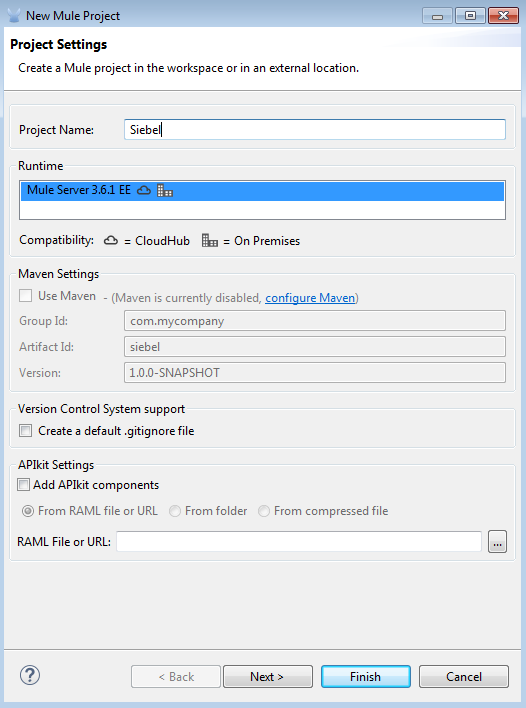 New Mule Project
Project Settings
Create a Mule project in the workspace or in an external location.
Project Name: Siebel
Runtime
Mule Server 3.6.1 EE
Compatibility: = CloudHub = On Premises
Maven Settings
Use Maven - (Maven is currently disabled, configure Maven)
Group Id: com.mycompany
Artifact Id: siebel
Version: 1.0.0-SNAPSHOT
Version Control System support
Create a default .gitignore file
APIkit Settings
Add APIkit components
From RAML file or URL From folder From compressed file
RAML File or URL: ...
? < Back Next > Finish Cancel